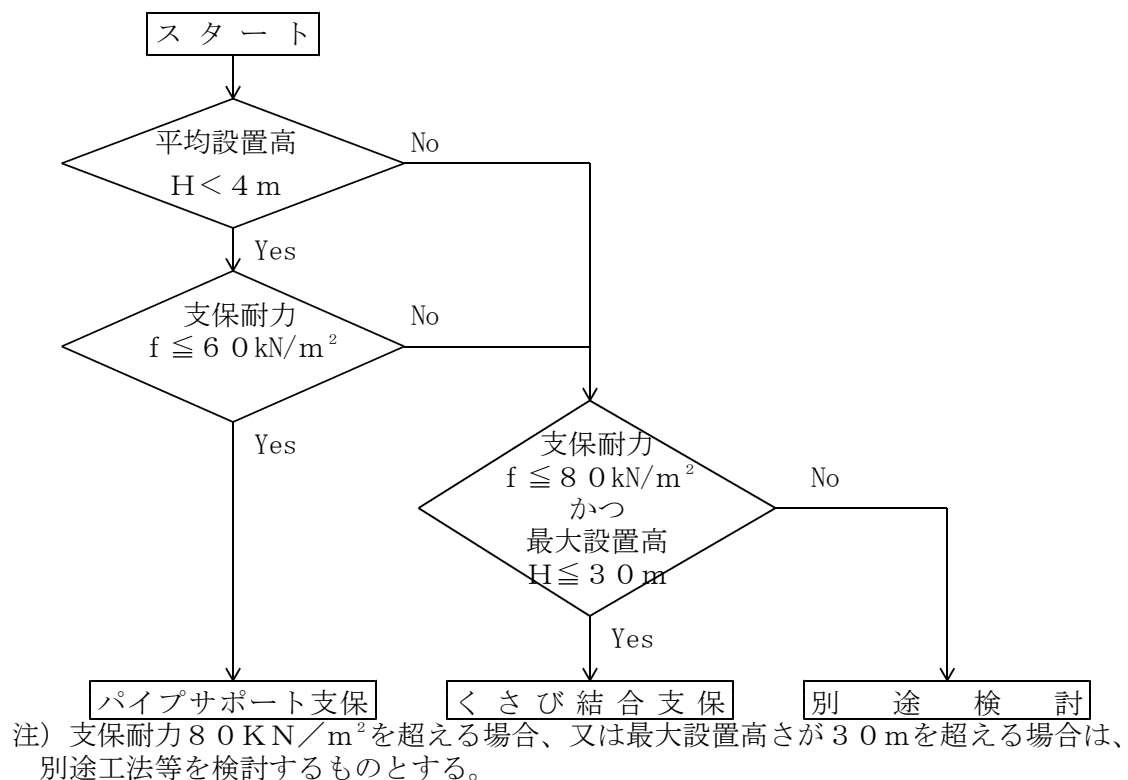 スタート
平均設置高
No
H＜４ｍ
Yes
支保耐力
No
ｆ≦６０kN/m²
Yes
支保耐力
ｆ≦８０kN/m²
No
かつ
最大設置高
H≦３０ｍ
Yes
パイプサポート支保
くさび結合支保
別途検討
注）支保耐力８０ＫＮ／ｍ²を超える場合、又は最大設置高さが３０ｍを超える場合は、
別途工法等を検討するものとする。